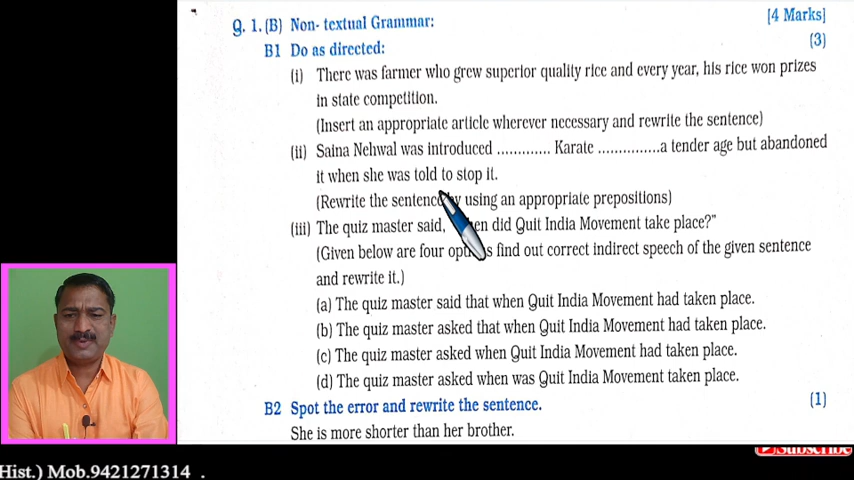 Q. 1. (B) Non- textual Grammar: [4 Marks]
B1 Do as directed: (3)
(i) There was farmer who grew superior quality rice and every year, his rice won prizes
in state competition.
(Insert an appropriate article wherever necessary and rewrite the sentence)
(ii) Saina Nehwal was introduced ............. Karate ...............a tender age but abandoned
it when she was told to stop it.
(Rewrite the sentence by using an appropriate prepositions)
(iii) The quiz master said, did Quit India Movement take place?"
(Given below are four find out correct indirect speech of the given sentence
and rewrite it.)
(a) The quiz master said that when Quit India Movement had taken place.
(b) The quiz master asked that when Quit India Movement had taken place.
(c) The quiz master asked when Quit India Movement had taken place.
(d) The quiz master asked when was Quit India Movement taken place.
B2 Spot the error and rewrite the sentence. (1)
She is more shorter than her brother.
Subscribe
Hist.) Mob.9421271314 .